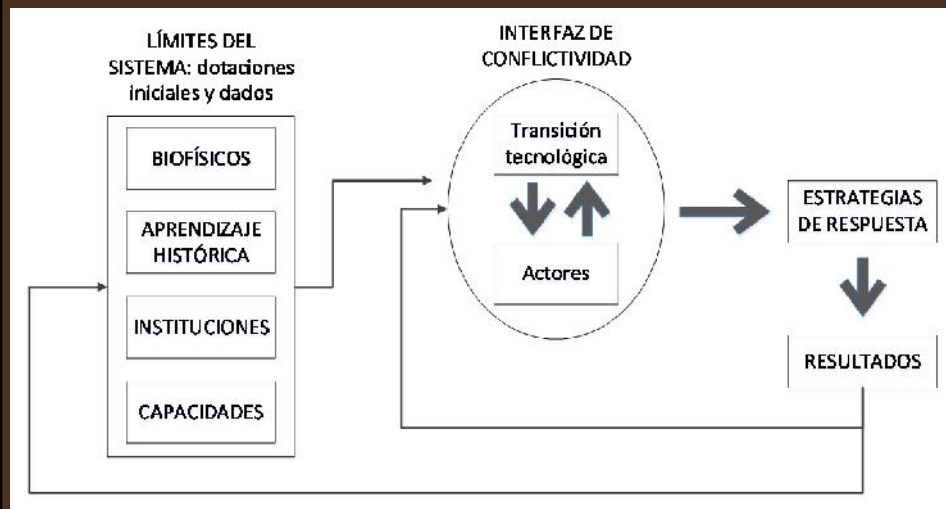 LÍMITES DEL
SISTEMA: dotaciones
iniciales y dados
BIOFÍSICOS
APRENDIZAJE
HISTÓRICA
INSTITUCIONES
CAPACIDADES
INTERFAZ DE
CONFLICTIVIDAD
Transición
tecnológica
Actores
ESTRATEGIAS
DE RESPUESTA
RESULTADOS